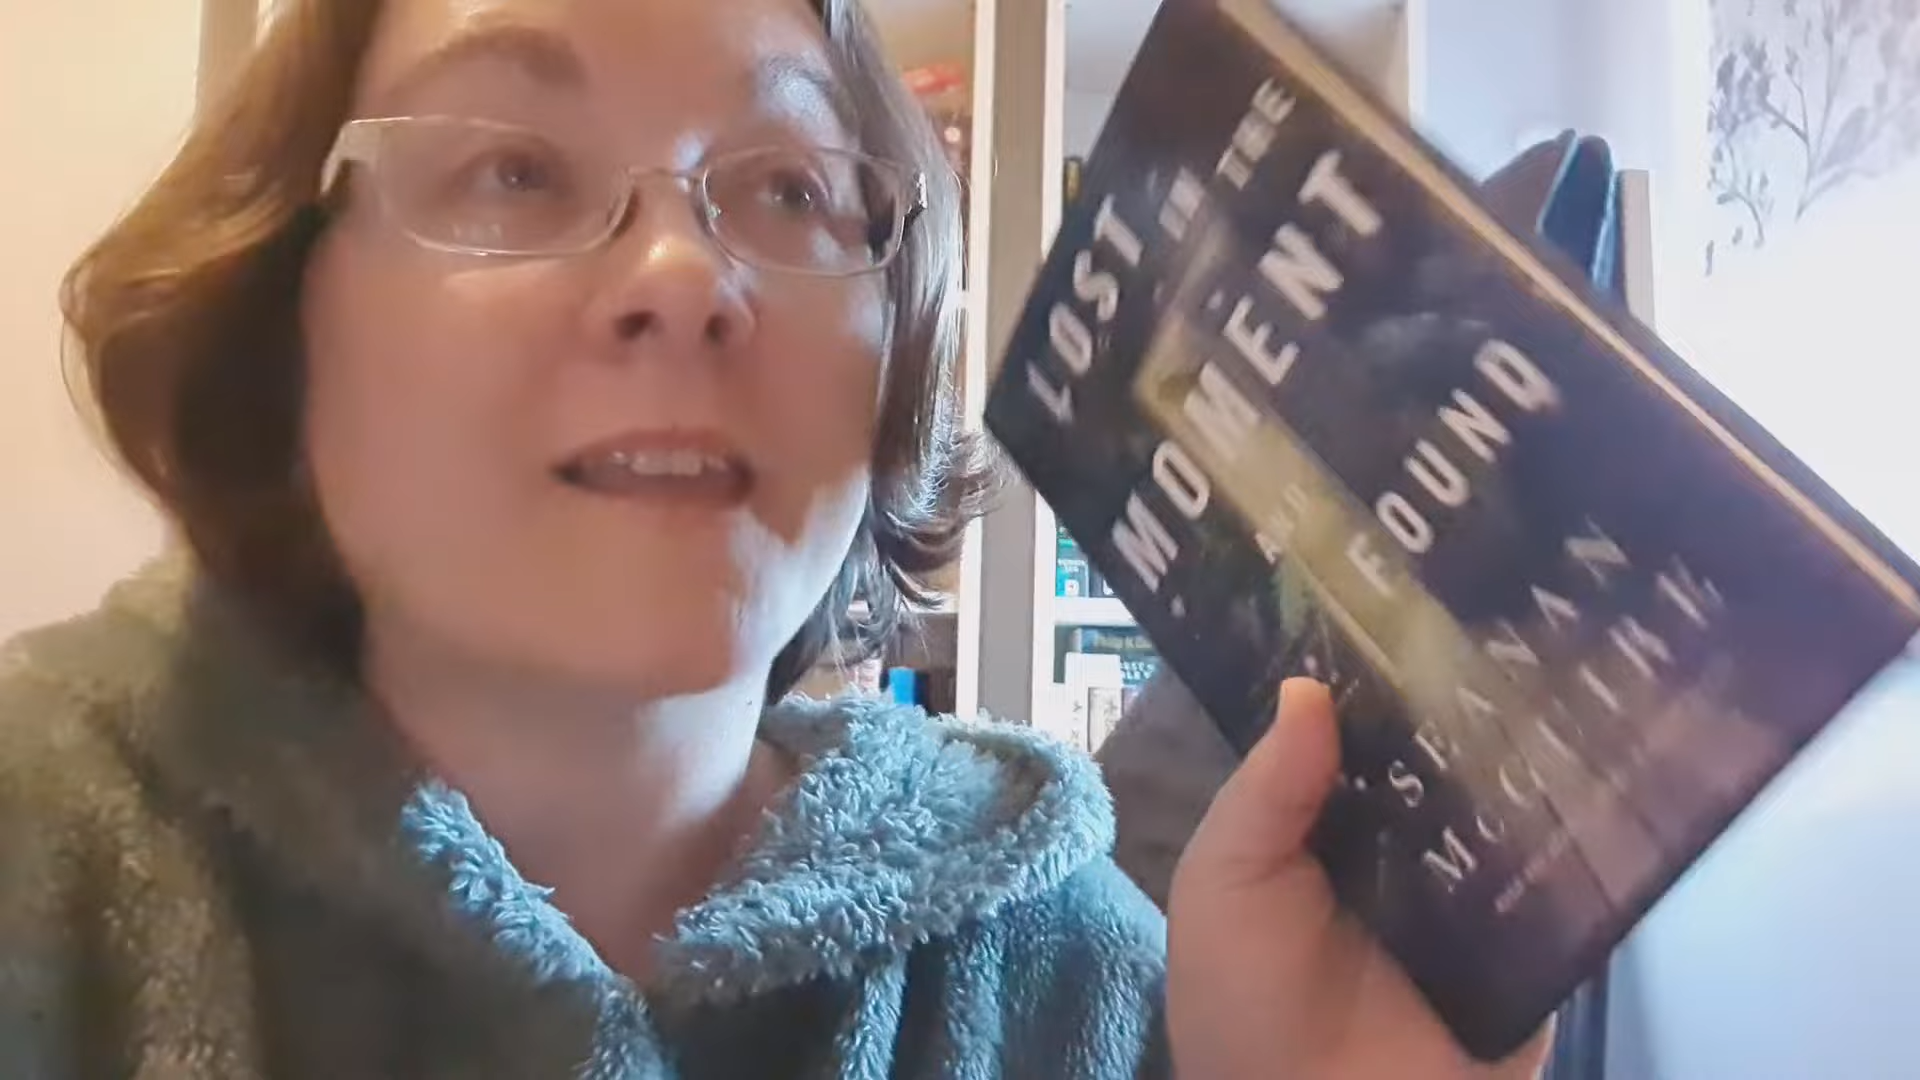 LOST IN THE
MOMENT
AND
FOUND
SEANAN
MCGUIRE